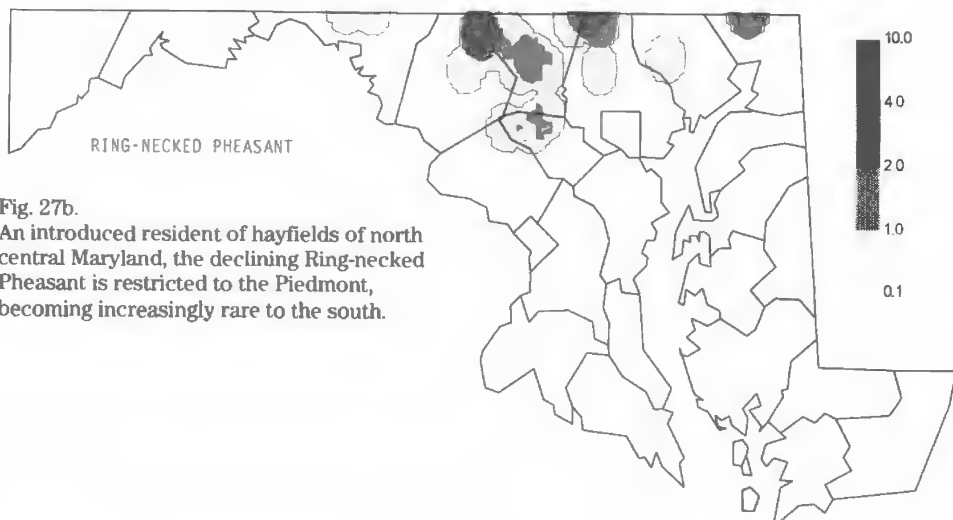 10.0
4.0
2.0
1.0
0.1
RING-NECKED PHEASANT
Fig. 27b.
An introduced resident of hayfields of north
central Maryland, the declining Ring-necked
Pheasant is restricted to the Piedmont,
becoming increasingly rare to the south.